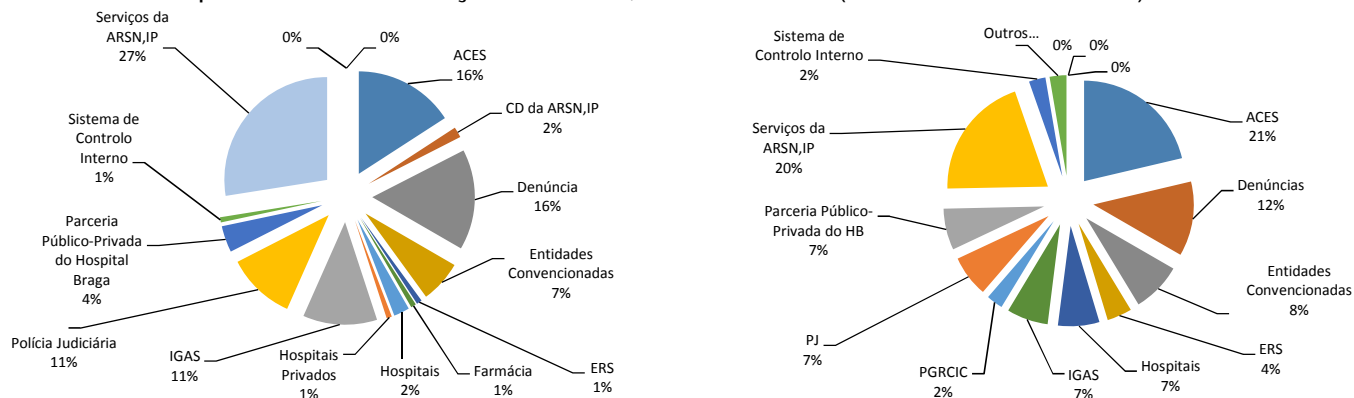 Serviços da
ARSN,IP
27%
0%
0%
ACES
16%
CD da ARSN,IP
2%
Denúncia
16%
Entidades
Convencionadas
7%
ERS
1%
Farmácia
1%
Hospitais
2%
Hospitais
Privados
1%
IGAS
11%
Polícia Judiciária
11%
Parceria
Público-Privada
do Hospital
Braga
4%
Sistema de
Controlo
Interno
1%
Sistema de
Controlo Interno
2%
Outros...
0%
0%
0%
ACES
21%
Denúncias
12%
Entidades
Convencionadas
8%
ERS
4%
Hospitais
7%
IGAS
7%
PGRCIC
2%
PJ
7%
Parceria Público-
Privada do HB
7%
Serviços da
ARSN,IP
20%